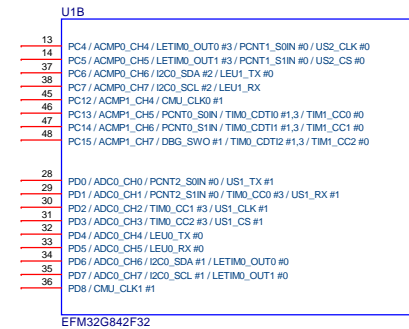 U1B
13 PC4 / ACMP0_CH4 / LETIM0_OUT0 #3 / PCNT1_S0IN #0 / US2_CLK #0
14 PC5 / ACMP0_CH5 / LETIM0_OUT1 #3 / PCNT1_S1IN #0 / US2_CS #0
37 PC6 / ACMP0_CH6 / I2C0_SDA #2 / LEU1_TX #0
38 PC7 / ACMP0_CH7 / I2C0_SCL #2 / LEU1_RX
45 PC12 / ACMP1_CH4 / CMU_CLK0 #1
46 PC13 / ACMP1_CH5 / PCNT0_S0IN / TIM0_CDTI0 #1,3 / TIM1_CC0 #0
47 PC14 / ACMP1_CH6 / PCNT0_S1IN / TIM0_CDTI1 #1,3 / TIM1_CC1 #0
48 PC15 / ACMP1_CH7 / DBG_SWO #1 / TIM0_CDTI2 #1,3 / TIM1_CC2 #0
28 PD0 / ADC0_CH0 / PCNT2_S0IN #0 / US1_TX #1
29 PD1 / ADC0_CH1 / PCNT2_S1IN #0 / TIM0_CC0 #3 / US1_RX #1
30 PD2 / ADC0_CH2 / TIM0_CC1 #3 / US1_CLK #1
31 PD3 / ADC0_CH3 / TIM0_CC2 #3 / US1_CS #1
32 PD4 / ADC0_CH4 / LEU0_TX #0
33 PD5 / ADC0_CH5 / LEU0_RX #0
34 PD6 / ADC0_CH6 / I2C0_SDA #1 / LETIM0_OUT0 #0
35 PD7 / ADC0_CH7 / I2C0_SCL #1 / LETIM0_OUT1 #0
36 PD8 / CMU_CLK1 #1
EFM32G842F32